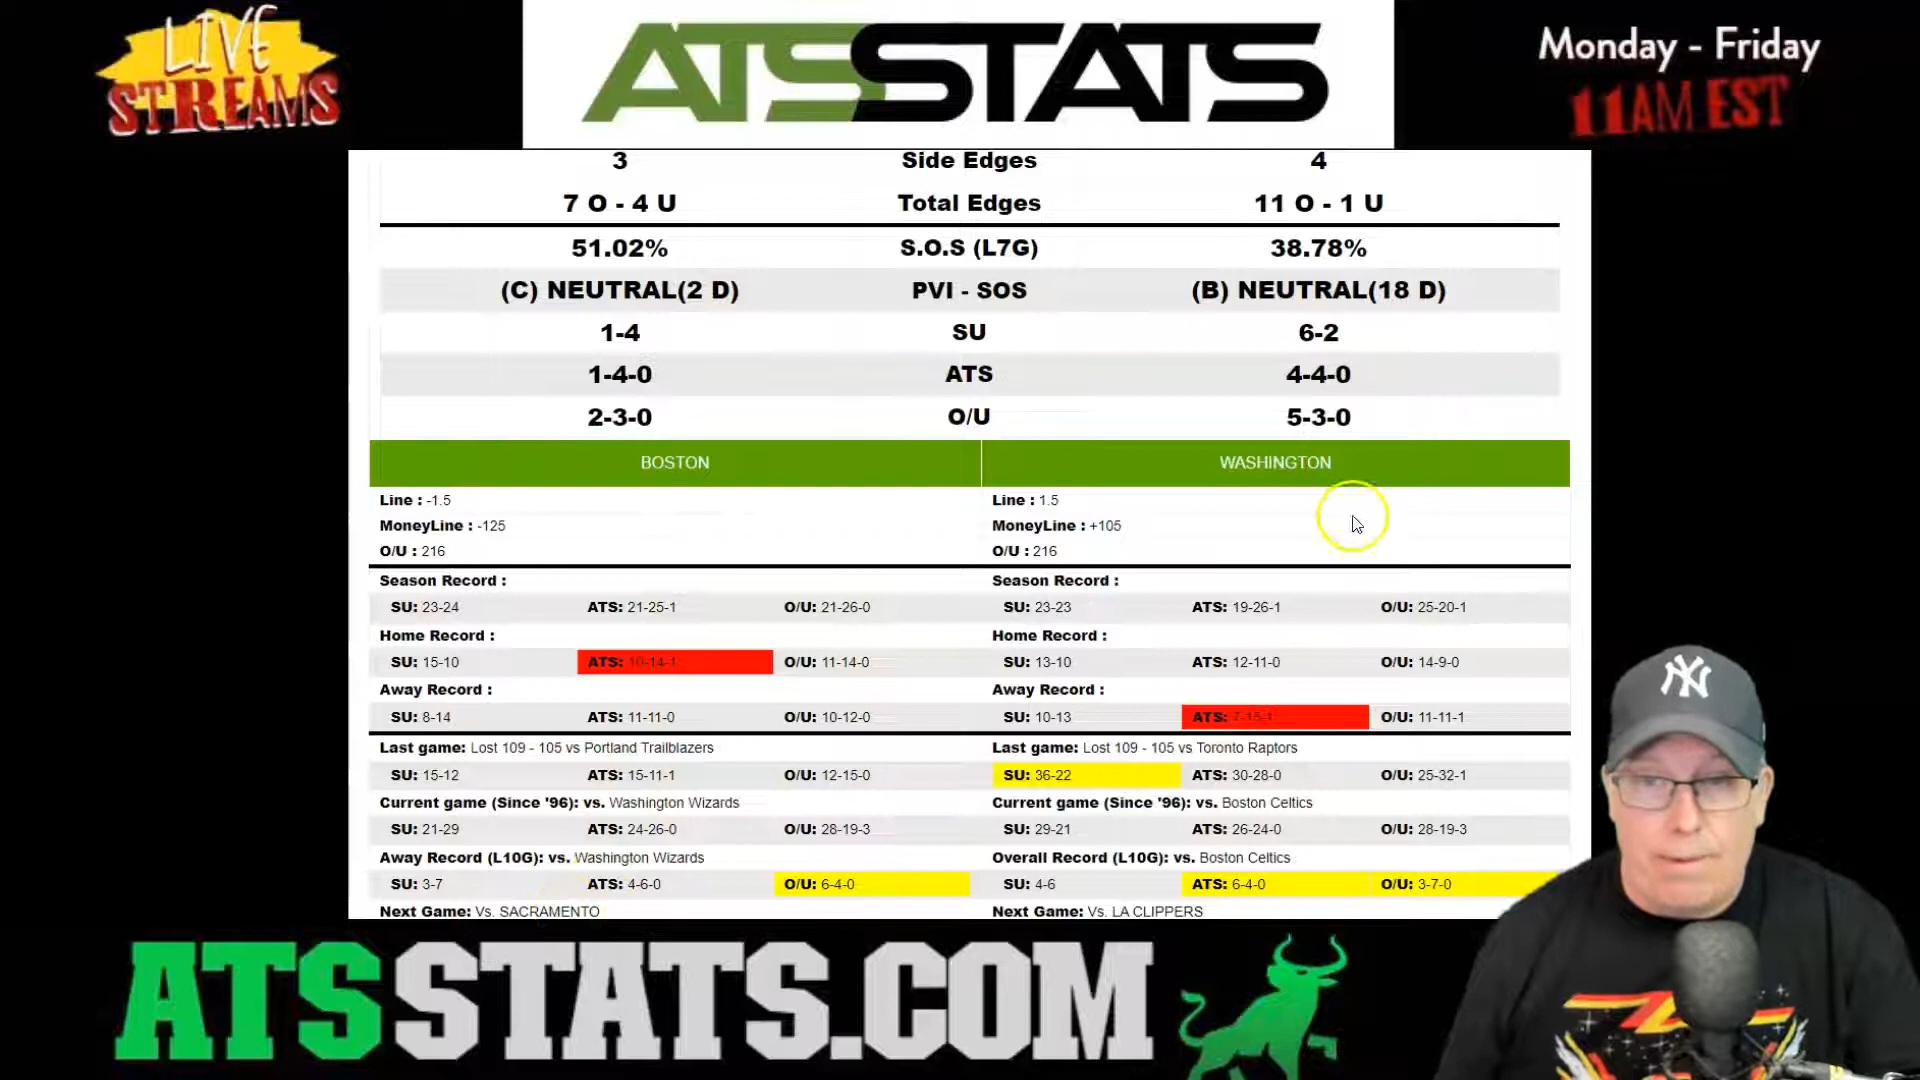 LIVE STREAMS
ATSSTATS
Monday - Friday
11AM EST
3 Side Edges 4
7 O - 4 U Total Edges 11 O - 1 U
51.02% S.O.S (L7G) 38.78%
(C) NEUTRAL(2 D) PVI - SOS (B) NEUTRAL(18 D)
1-4 SU 6-2
1-4-0 ATS 4-4-0
2-3-0 O/U 5-3-0
BOSTON WASHINGTON
Line : -1.5 Line : 1.5
MoneyLine : -125 MoneyLine : +105
O/U : 216 O/U : 216
Season Record : Season Record :
SU: 23-24 ATS: 21-25-1 O/U: 21-26-0 SU: 23-23 ATS: 19-26-1 O/U: 25-20-1
Home Record : Home Record :
SU: 15-10 ATS: 10-14-1 O/U: 11-14-0 SU: 13-10 ATS: 12-11-0 O/U: 14-9-0
Away Record : Away Record :
SU: 8-14 ATS: 11-11-0 O/U: 10-12-0 SU: 10-13 ATS: 7-15-1 O/U: 11-11-1
Last game: Lost 109 - 105 vs Portland Trailblazers Last game: Lost 109 - 105 vs Toronto Raptors
SU: 15-12 ATS: 15-11-1 O/U: 12-15-0 SU: 36-22 ATS: 30-28-0 O/U: 25-32-1
Current game (Since '96): vs. Washington Wizards Current game (Since '96): vs. Boston Celtics
SU: 21-29 ATS: 24-26-0 O/U: 28-19-3 SU: 29-21 ATS: 26-24-0 O/U: 28-19-3
Away Record (L10G): vs. Washington Wizards Overall Record (L10G): vs. Boston Celtics
SU: 3-7 ATS: 4-6-0 O/U: 6-4-0 SU: 4-6 ATS: 6-4-0 O/U: 3-7-0
Next Game: Vs. SACRAMENTO Next Game: Vs. LA CLIPPERS
ATSSTATS.COM
NY